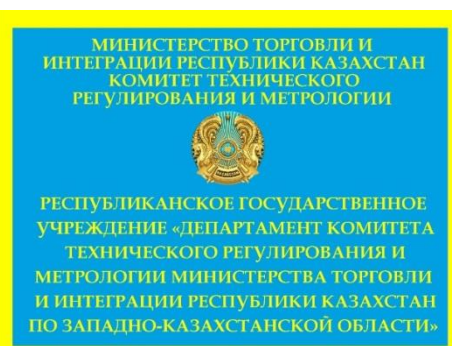 МИНИСТЕРСТВО ТОРГОВЛИ И
ИНТЕГРАЦИИ РЕСПУБЛИКИ КАЗАХСТАН
КОМИТЕТ ТЕХНИЧЕСКОГО
РЕГУЛИРОВАНИЯ И МЕТРОЛОГИИ
РЕСПУБЛИКАНСКОЕ ГОСУДАРСТВЕННОЕ
УЧРЕЖДЕНИЕ «ДЕПАРТАМЕНТ КОМИТЕТА
ТЕХНИЧЕСКОГО РЕГУЛИРОВАНИЯ И
МЕТРОЛОГИИ МИНИСТЕРСТВА ТОРГОВЛИ
И ИНТЕГРАЦИИ РЕСПУБЛИКИ КАЗАХСТАН
ПО ЗАПАДНО-КАЗАХСТАНСКОЙ ОБЛАСТИ»